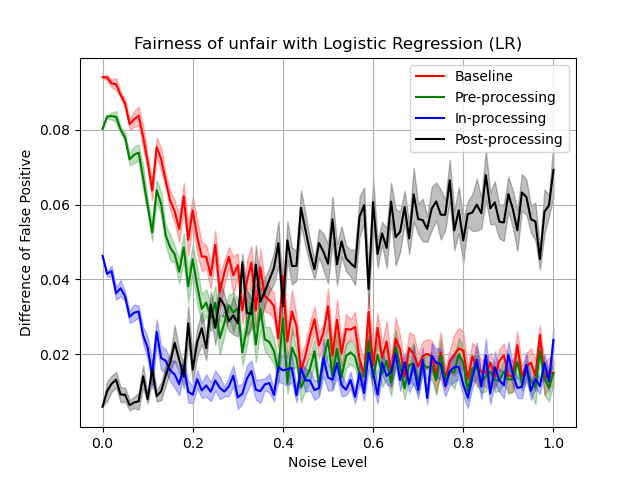 Fairness of unfair with Logistic Regression (LR)
Baseline
Pre-processing
In-processing
Post-processing
Difference of False Positive
0.08
0.06
0.04
0.02
0.0 0.2 0.4 0.6 0.8 1.0
Noise Level